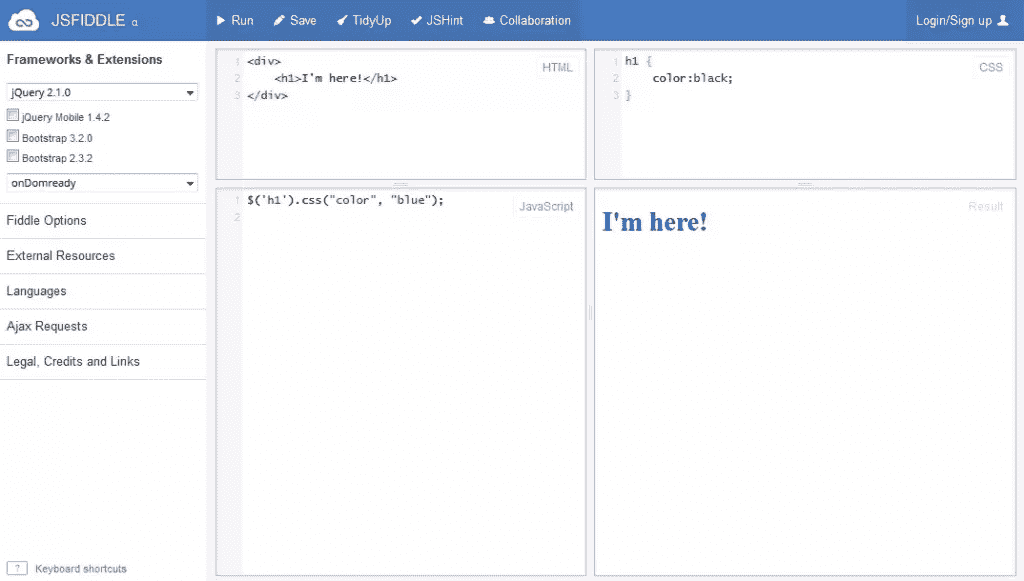 JSFIDDLE α
Run Save TidyUp JSHint Collaboration Login/Sign up
Frameworks & Extensions
jQuery 2.1.0
jQuery Mobile 1.4.2
Bootstrap 3.2.0
Bootstrap 2.3.2
onDomready
Fiddle Options
External Resources
Languages
Ajax Requests
Legal, Credits and Links
? Keyboard shortcuts
HTML
1 <div>
2     <h1>I'm here!</h1>
3 </div>
CSS
1 h1 {
2     color:black;
3 }
JavaScript
1 $('h1').css("color", "blue");
2
Result
I'm here!